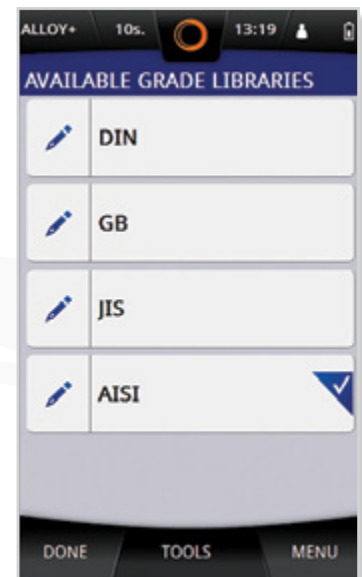 ALLOY+ 10s. 13:19
AVAILABLE GRADE LIBRARIES
DIN
GB
JIS
AISI
DONE TOOLS MENU